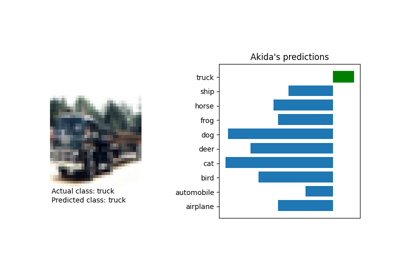 Akida's predictions
truck
ship
horse
frog
dog
deer
cat
bird
automobile
airplane
Actual class: truck
Predicted class: truck